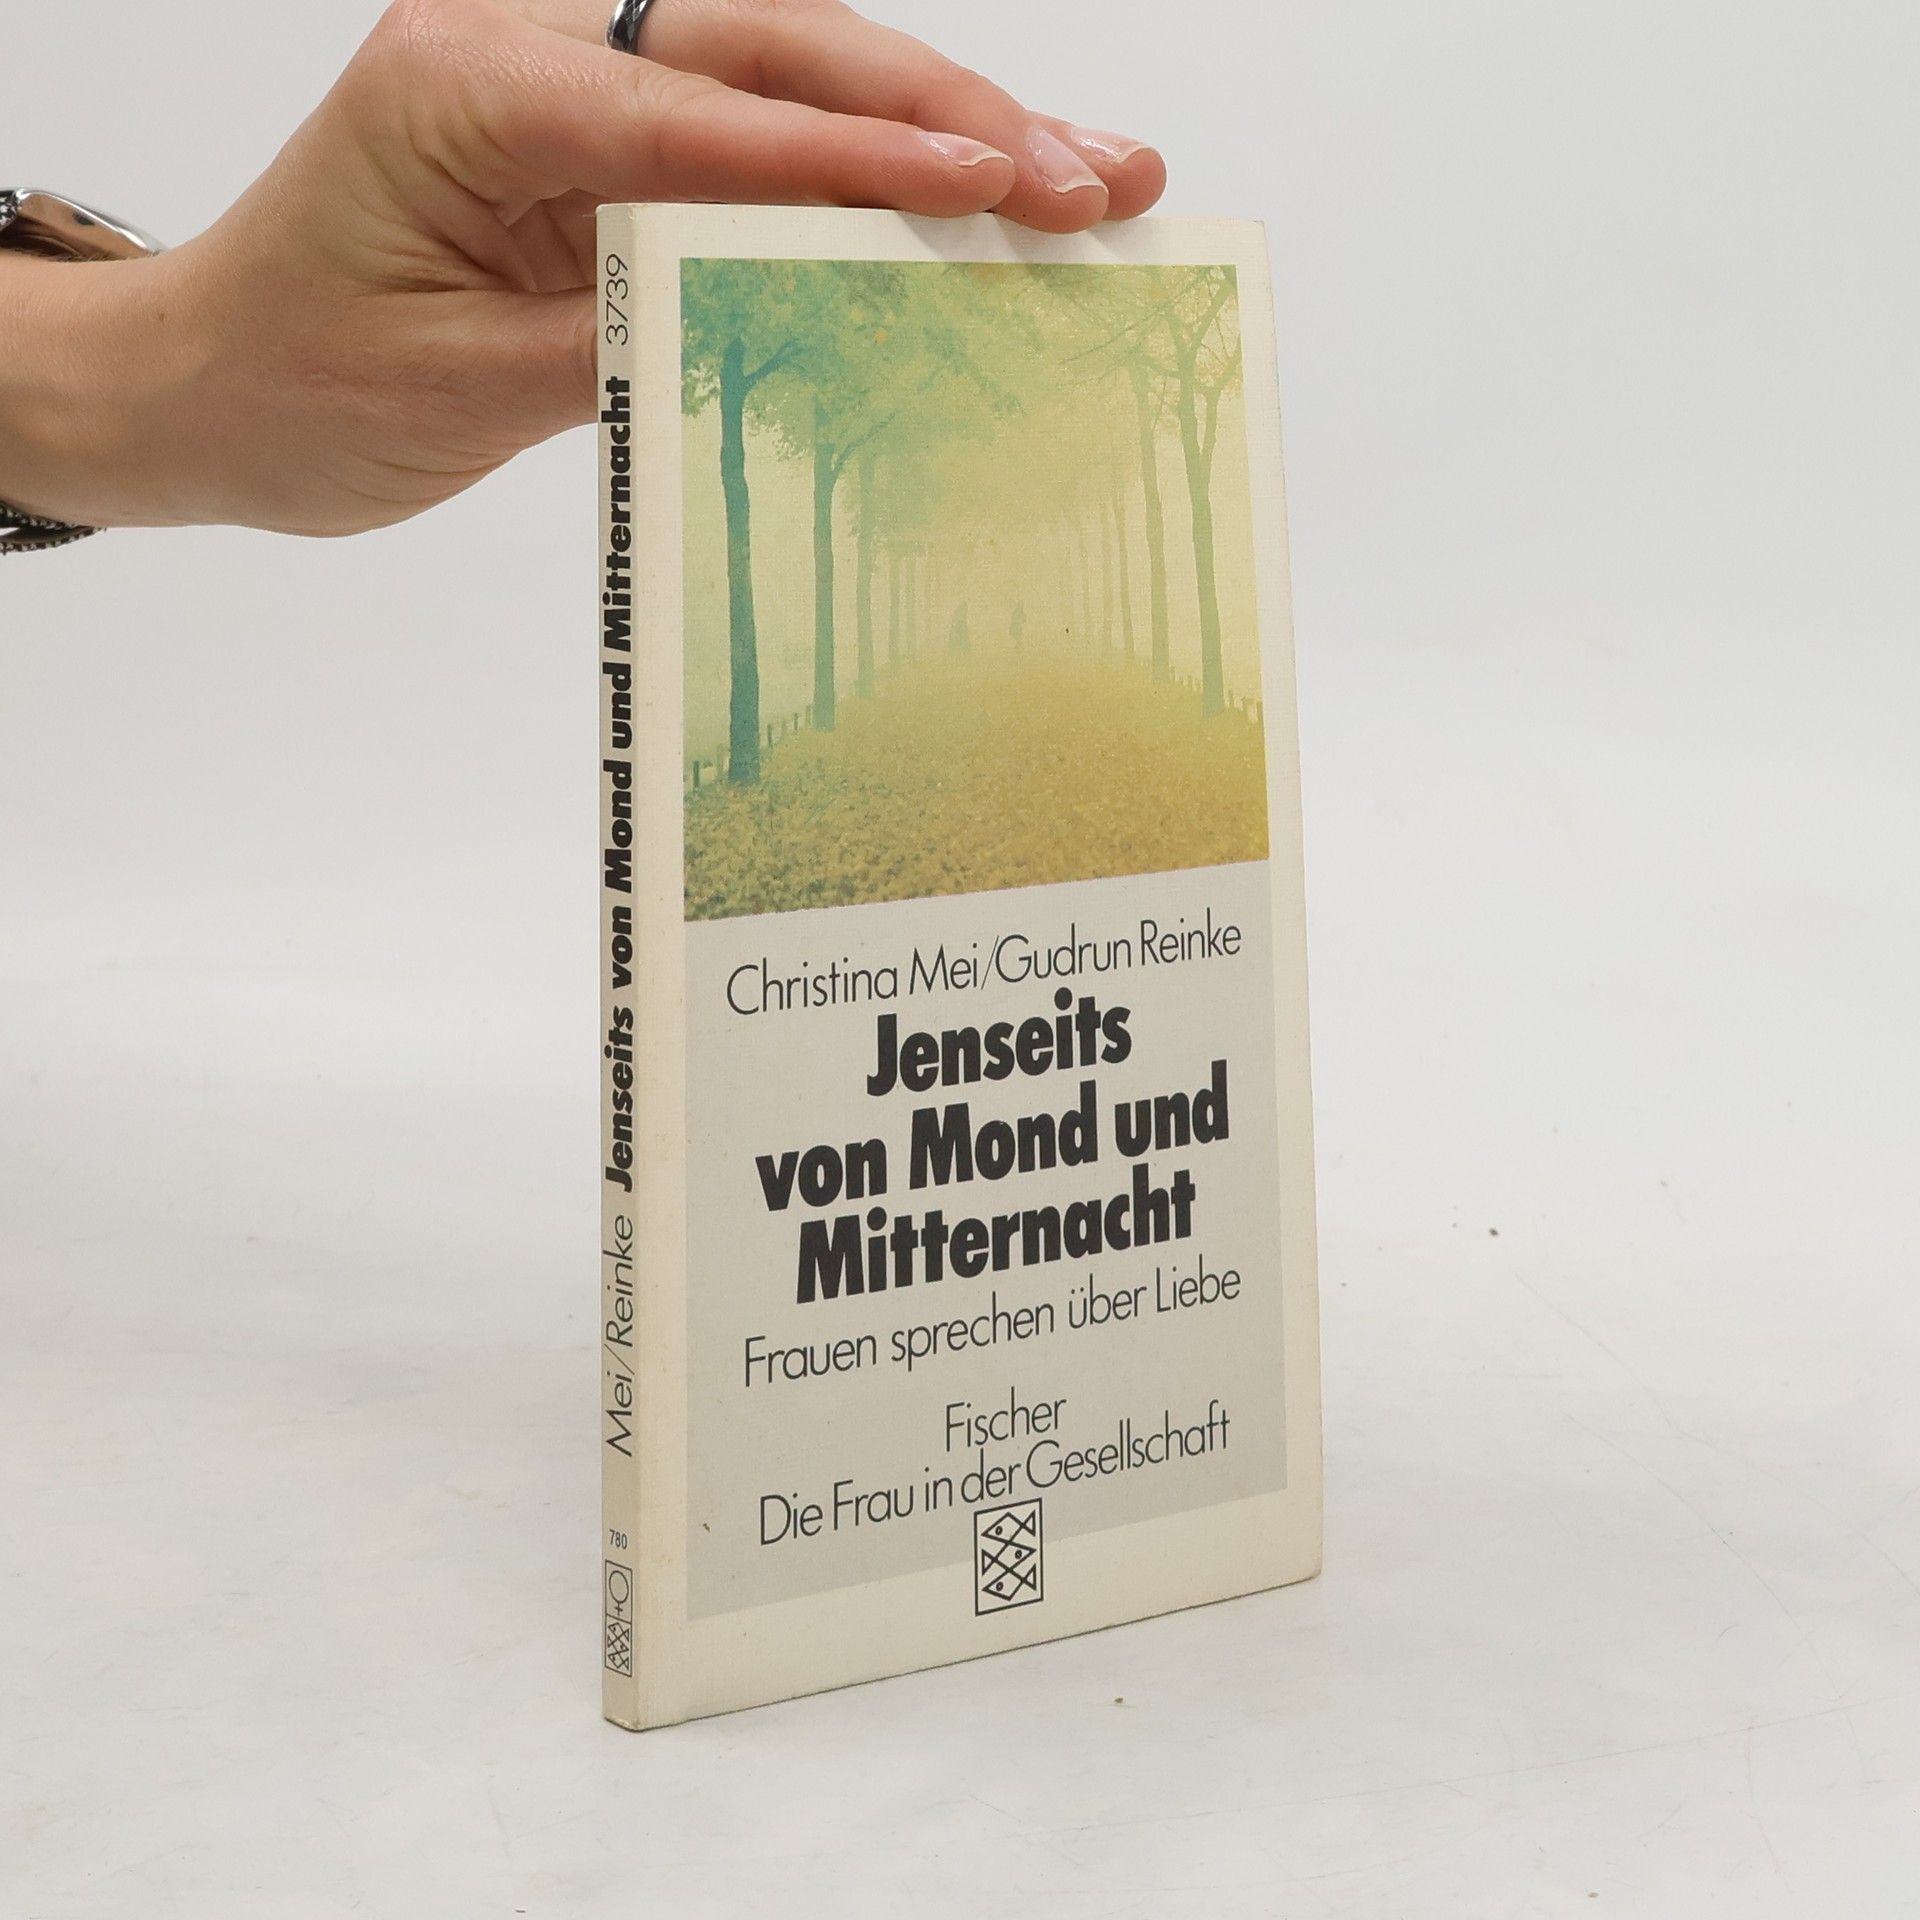 Mei/Reinke Jenseits von Mond und Mitternacht 3739
780
Christina Mei/Gudrun Reinke
Jenseits
von Mond und
Mitternacht
Frauen sprechen über Liebe
Fischer
Die Frau in der Gesellschaft